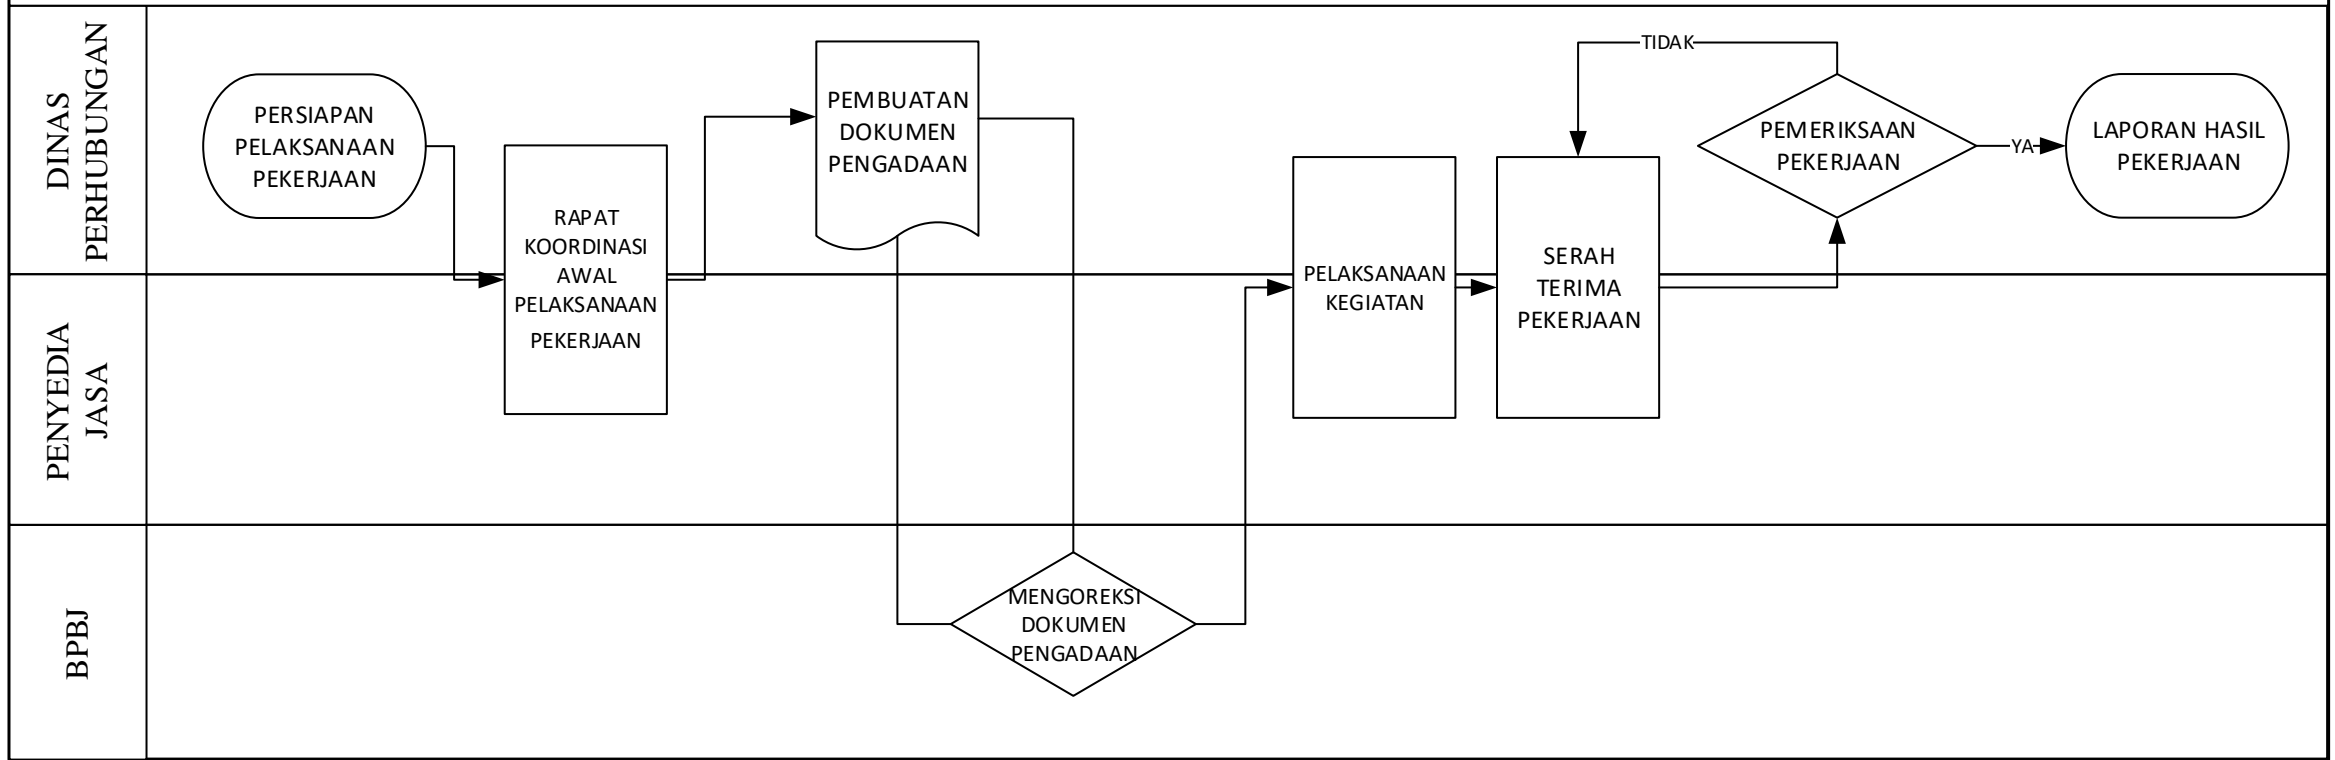 DINAS
PERHUBUNGAN
PERSIAPAN
PELAKSANAAN
PEKERJAAN
RAPAT
KOORDINASI
AWAL
PELAKSANAAN
PEKERJAAN
PEMBUATAN
DOKUMEN
PENGADAAN
PELAKSANAAN
KEGIATAN
SERAH
TERIMA
PEKERJAAN
TIDAK
PEMERIKSAAN
PEKERJAAN
YA
LAPORAN HASIL
PEKERJAAN
PENYEDIA
JASA
BPBJ
MENGOREKSI
DOKUMEN
PENGADAAN